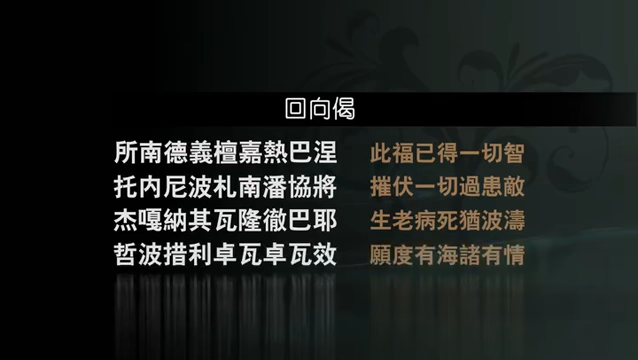 回向偈
所南德義檀嘉熱巴涅 此福已得一切智
托内尼波札南潘協將 摧伏一切過患敵
杰嘎納其瓦隆徹巴耶 生老病死猶波濤
哲波措利卓瓦卓瓦效 願度有海諸有情